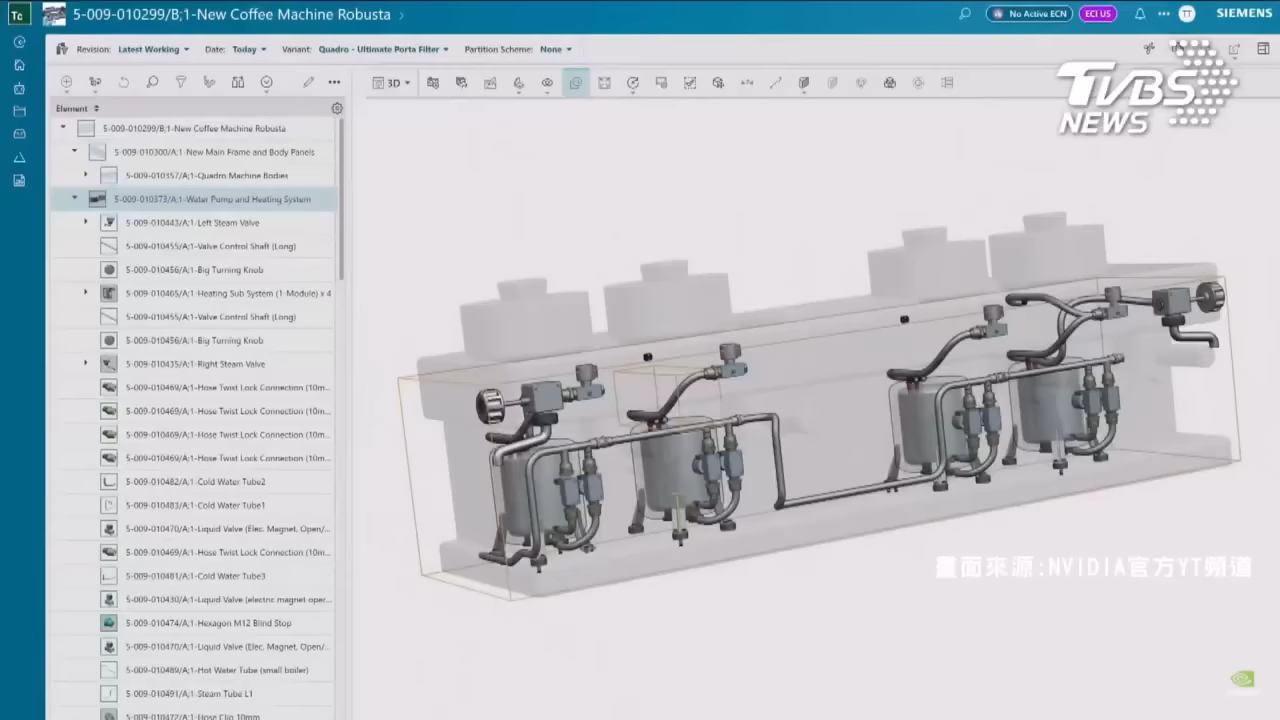 Tc
5-009-010299/B;1-New Coffee Machine Robusta
No Active ECN
ECI US
TT
SIEMENS
Revision: Latest Working
Date: Today
Variant: Quadro - Ultimate Porta Filter
Partition Scheme: None
3D
TVBS
NEWS
Element
5-009-010299/B;1-New Coffee Machine Robusta
5-009-010300/A;1-New Main Frame and Body Panels
5-009-010357/A;1-Quadro Machine Bodies
5-009-010373/A;1-Water Pump and Heating System
5-009-010443/A;1-Left Steam Valve
5-009-010455/A;1-Valve Control Shaft (Long)
5-009-010456/A;1-Big Turning Knob
5-009-010465/A;1-Heating Sub System (1-Module) x 4
5-009-010455/A;1-Valve Control Shaft (Long)
5-009-010456/A;1-Big Turning Knob
5-009-010435/A;1-Right Steam Valve
5-009-010469/A;1-Hose Twist Lock Connection (10m...
5-009-010469/A;1-Hose Twist Lock Connection (10m...
5-009-010469/A;1-Hose Twist Lock Connection (10m...
5-009-010469/A;1-Hose Twist Lock Connection (10m...
5-009-010482/A;1-Cold Water Tube2
5-009-010483/A;1-Cold Water Tube1
5-009-010470/A;1-Liquid Valve (Elec. Magnet, Open/...
5-009-010469/A;1-Hose Twist Lock Connection (10m...
5-009-010481/A;1-Cold Water Tube3
5-009-010430/A;1-Liquid Valve (electric magnet oper...
5-009-010474/A;1-Hexagon M12 Blind Stop
5-009-010470/A;1-Liquid Valve (Elec. Magnet, Open/...
5-009-010489/A;1-Hot Water Tube (small boiler)
5-009-010491/A;1-Steam Tube L1
5-009-010472/A;1-Hose Clip 10mm
畫面來源:NVIDIA官方YT頻道